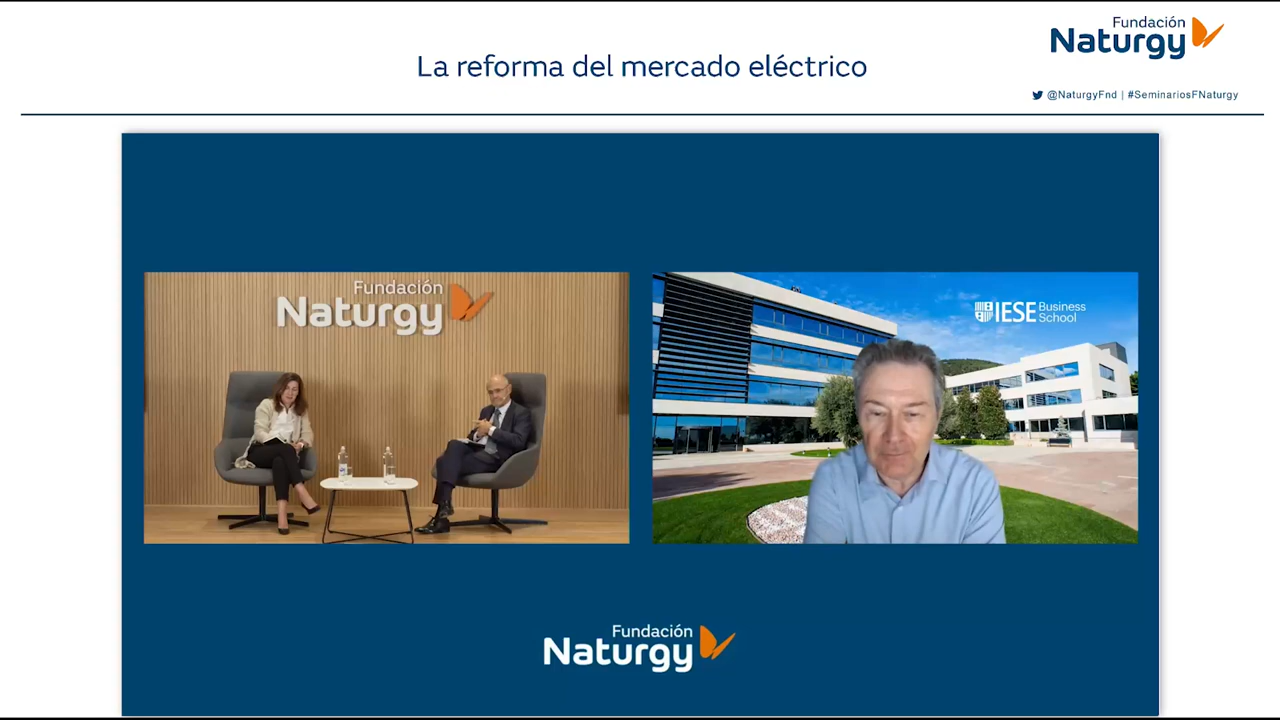 Fundación
Naturgy
La reforma del mercado eléctrico
@NaturgyFnd | #SeminariosFNaturgy
Fundación
Naturgy
IESE Business
School
Fundación
Naturgy